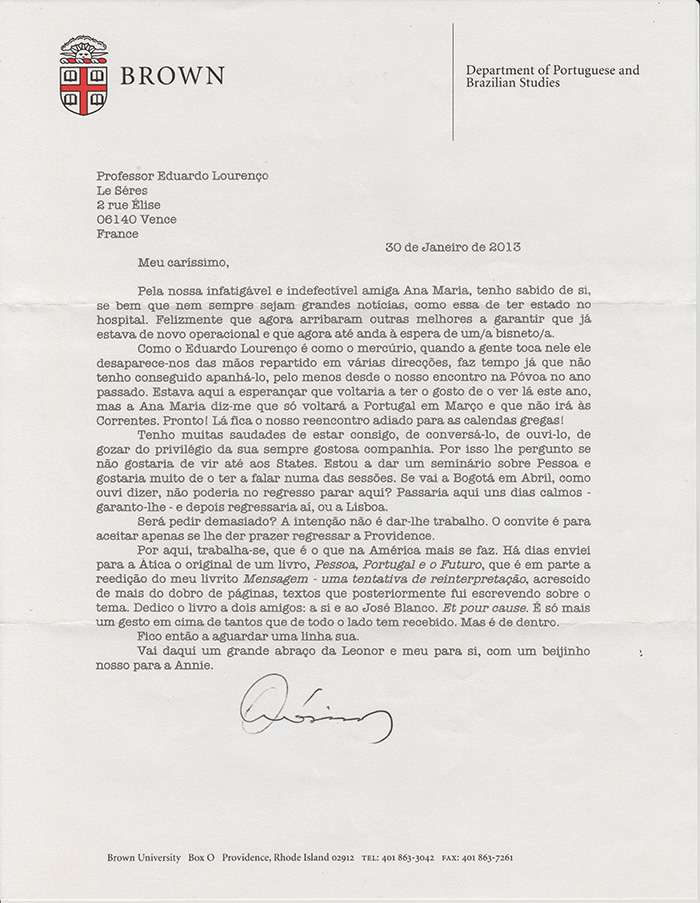 BROWN
Department of Portuguese and
Brazilian Studies
Professor Eduardo Lourenço
Le Séres
2 rue Élise
06140 Vence
France
30 de Janeiro de 2013
Meu caríssimo,
Pela nossa infatigável e indefectível amiga Ana Maria, tenho sabido de si,
se bem que nem sempre sejam grandes notícias, como essa de ter estado no
hospital. Felizmente que agora arribaram outras melhores a garantir que já
estava de novo operacional e que agora até anda à espera de um/a bisneto/a.
Como o Eduardo Lourenço é como o mercúrio, quando a gente toca nele ele
desaparece-nos das mãos repartido em várias direcções, faz tempo já que não
tenho conseguido apanhá-lo, pelo menos desde o nosso encontro na Póvoa no ano
passado. Estava aqui a esperançar que voltaria a ter o gosto de o ver lá este ano,
mas a Ana Maria diz-me que só voltará a Portugal em Março e que não irá às
Correntes. Pronto! Lá fica o nosso reencontro adiado para as calendas gregas!
Tenho muitas saudades de estar consigo, de conversá-lo, de ouvi-lo, de
gozar do privilégio da sua sempre gostosa companhia. Por isso lhe pergunto se
não gostaria de vir até aos States. Estou a dar um seminário sobre Pessoa e
gostaria muito de o ter a falar numa das sessões. Se vai a Bogotá em Abril, como
ouvi dizer, não poderia no regresso parar aqui? Passaria aqui uns dias calmos -
garanto-lhe - e depois regressaria aí, ou a Lisboa.
Será pedir demasiado? A intenção não é dar-lhe trabalho. O convite é para
aceitar apenas se lhe der prazer regressar a Providence.
Por aqui, trabalha-se, que é o que na América mais se faz. Há dias enviei
para a Ática o original de um livro, Pessoa, Portugal e o Futuro, que é em parte a
reedição do meu livrito Mensagem - uma tentativa de reinterpretação, acrescido
de mais do dobro de páginas, textos que posteriormente fui escrevendo sobre o
tema. Dedico o livro a dois amigos: a si e ao José Blanco. Et pour cause. É só mais
um gesto em cima de tantos que de todo o lado tem recebido. Mas é de dentro.
Fico então a aguardar uma linha sua.
Vai daqui um grande abraço da Leonor e meu para si, com um beijinho
nosso para a Annie.
Brown University Box O Providence, Rhode Island 02912 TEL: 401 863-3042 FAX: 401 863-7261